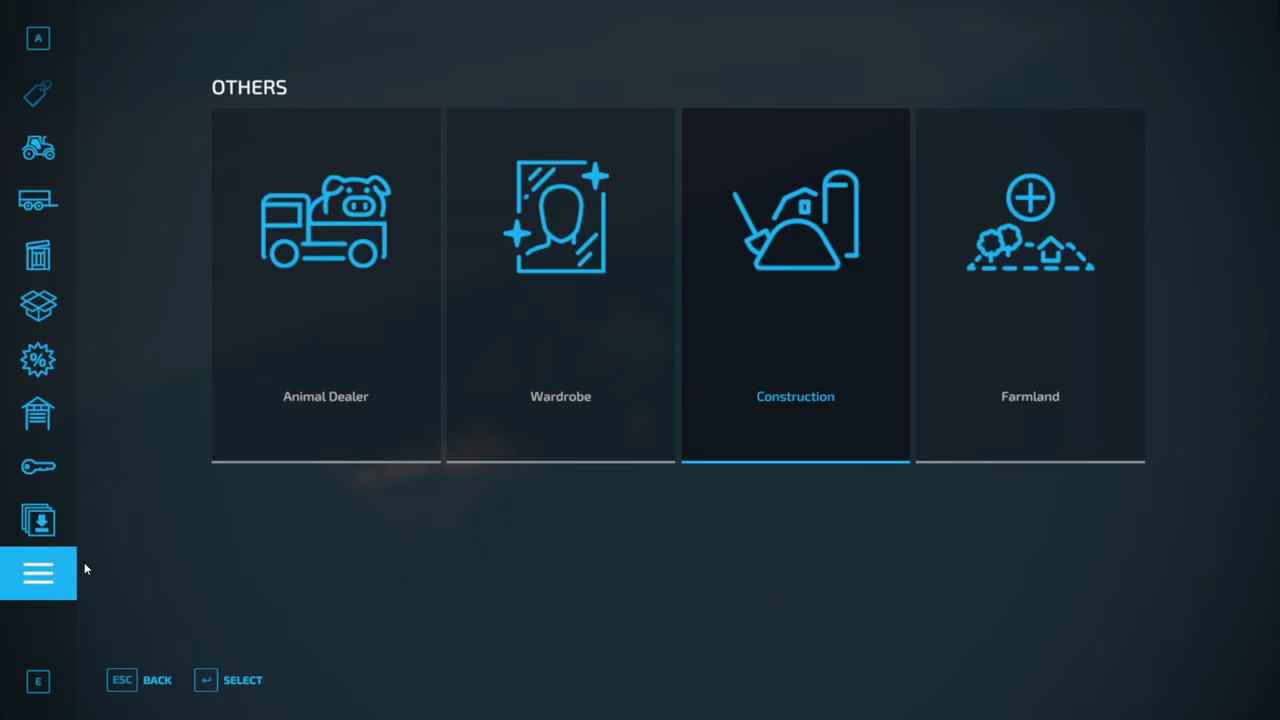 A
OTHERS
Animal Dealer
Wardrobe
Construction
Farmland
%
E
ESC BACK
SELECT